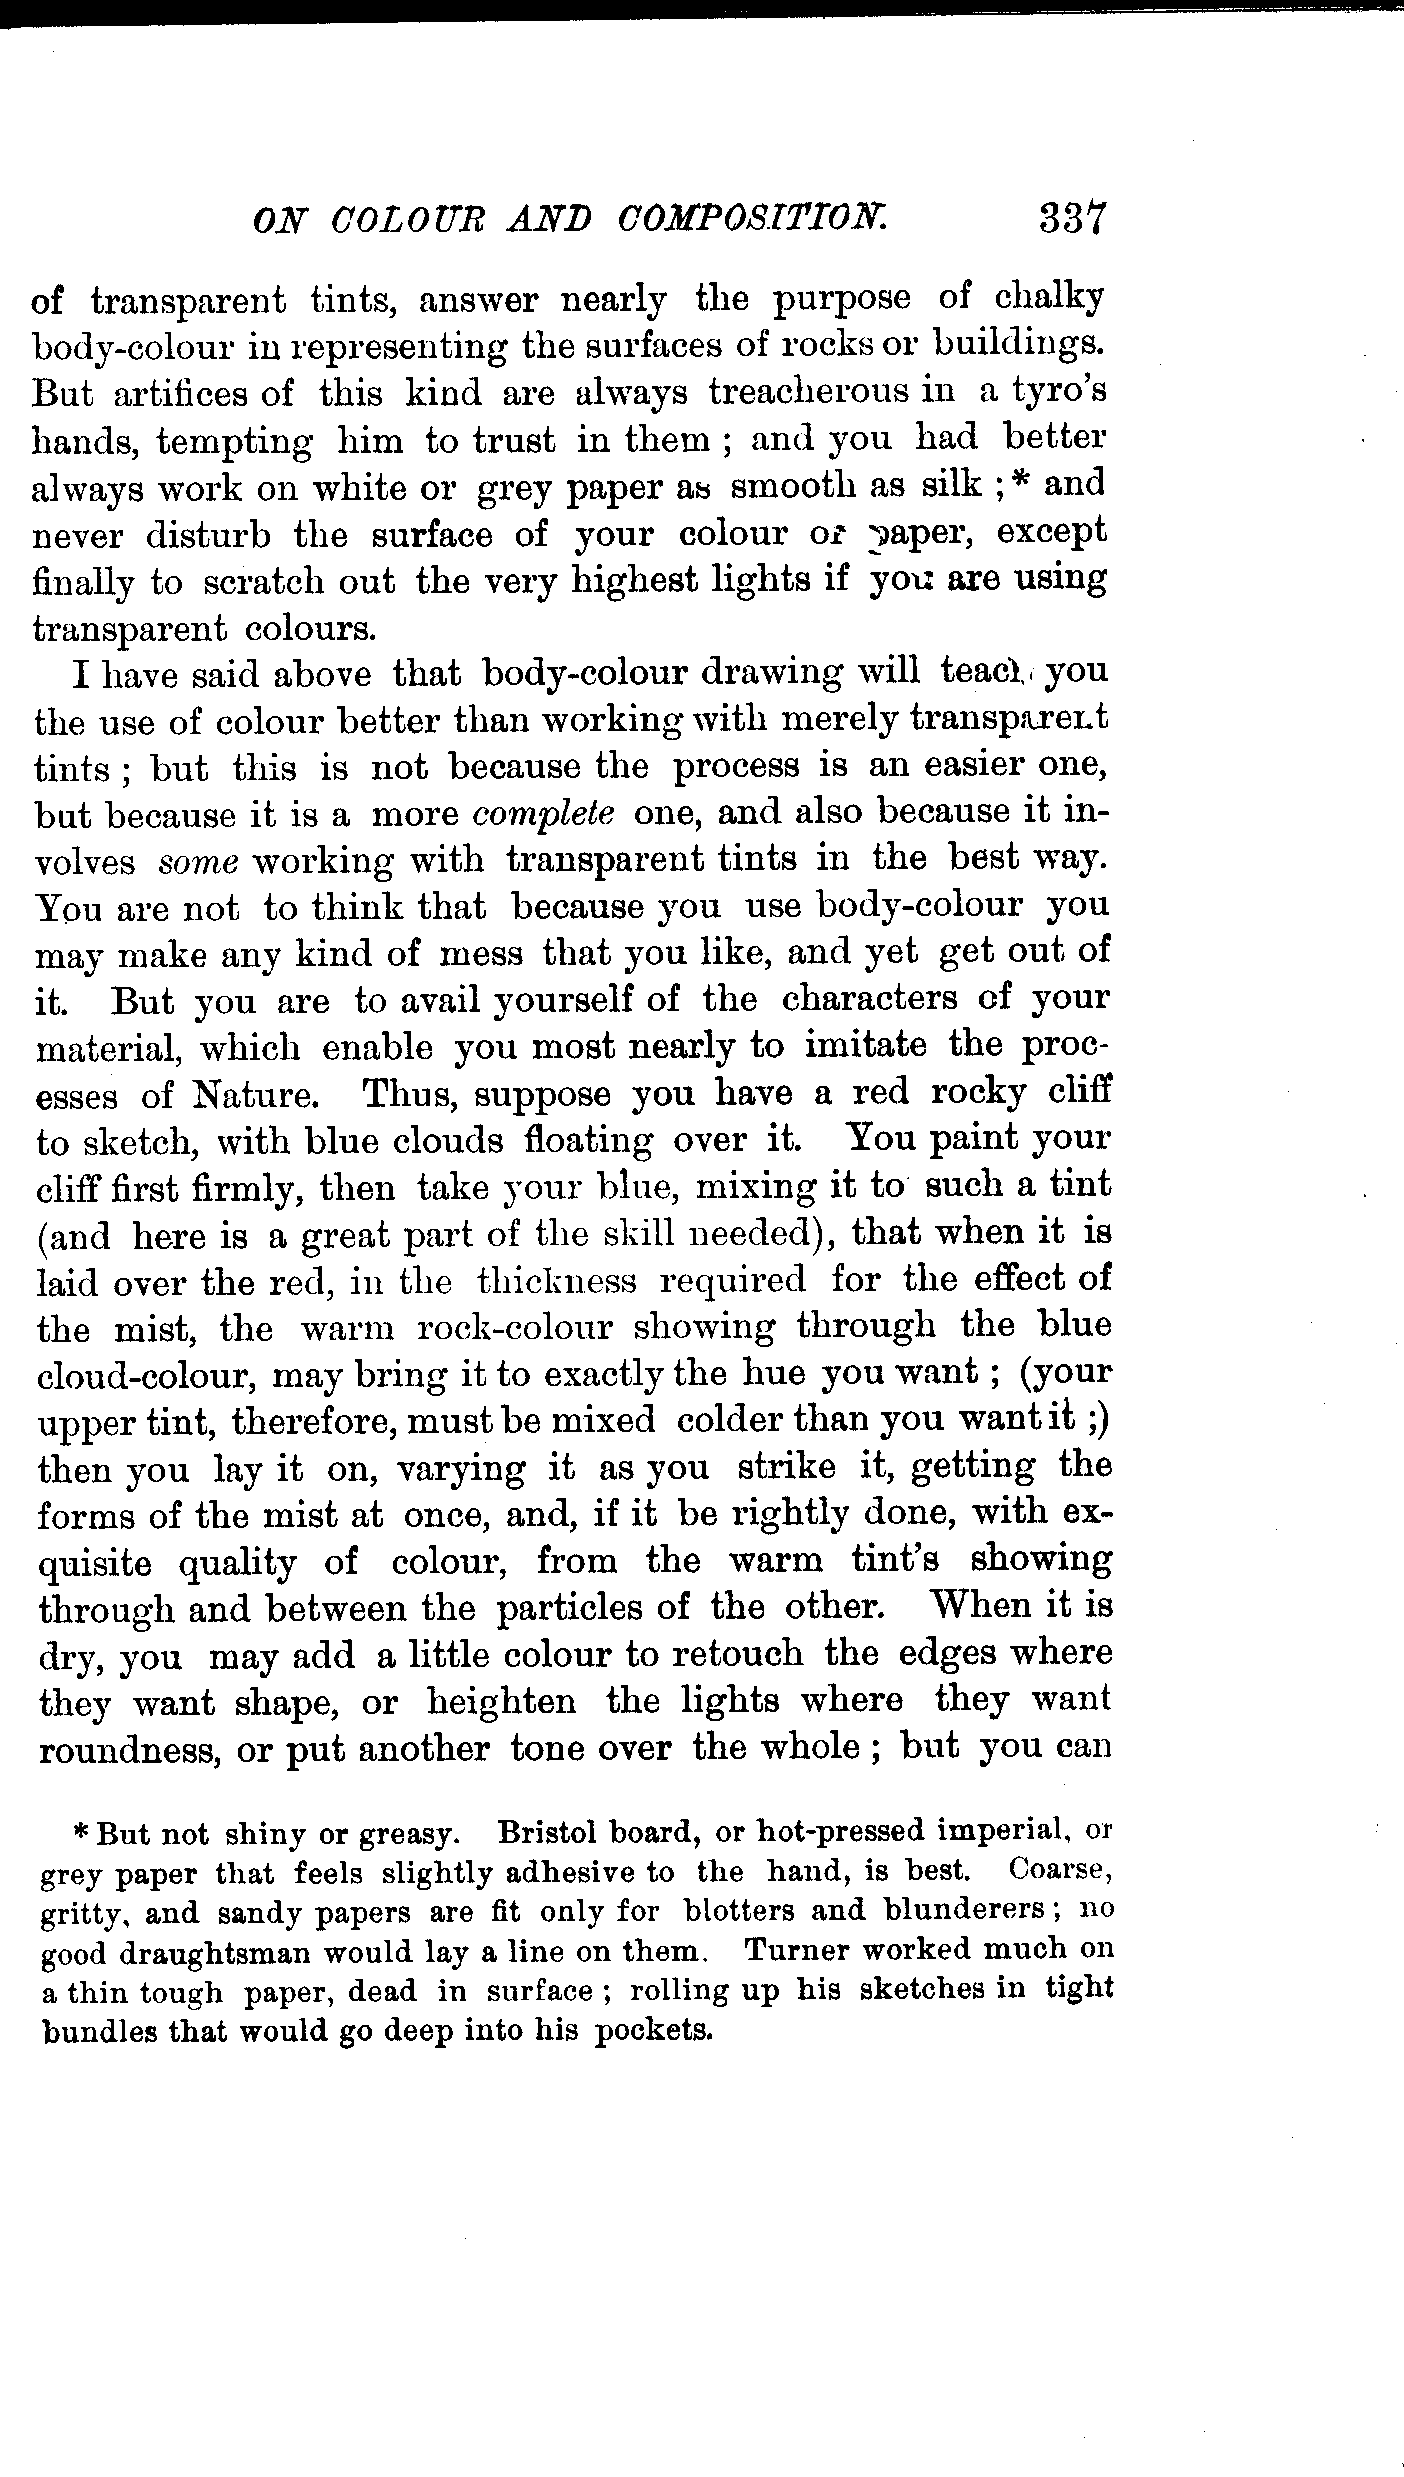 ON COLOUR AND COMPOSITION. 337
of transparent tints, answer nearly the purpose of chalky
body-colour in representing the surfaces of rocks or buildings.
But artifices of this kind are always treacherous in a tyro's
hands, tempting him to trust in them ; and you had better
always work on white or grey paper as smooth as silk ;* and
never disturb the surface of your colour or paper, except
finally to scratch out the very highest lights if you are using
transparent colours.
I have said above that body-colour drawing will teach you
the use of colour better than working with merely transparent
tints ; but this is not because the process is an easier one,
but because it is a more complete one, and also because it in-
volves some working with transparent tints in the best way.
You are not to think that because you use body-colour you
may make any kind of mess that you like, and yet get out of
it. But you are to avail yourself of the characters of your
material, which enable you most nearly to imitate the proc-
esses of Nature. Thus, suppose you have a red rocky cliff
to sketch, with blue clouds floating over it. You paint your
cliff first firmly, then take your blue, mixing it to such a tint
(and here is a great part of the skill needed), that when it is
laid over the red, in the thickness required for the effect of
the mist, the warm rock-colour showing through the blue
cloud-colour, may bring it to exactly the hue you want ; (your
upper tint, therefore, must be mixed colder than you want it ;)
then you lay it on, varying it as you strike it, getting the
forms of the mist at once, and, if it be rightly done, with ex-
quisite quality of colour, from the warm tint's showing
through and between the particles of the other. When it is
dry, you may add a little colour to retouch the edges where
they want shape, or heighten the lights where they want
roundness, or put another tone over the whole ; but you can
* But not shiny or greasy. Bristol board, or hot-pressed imperial, or
grey paper that feels slightly adhesive to the hand, is best. Coarse,
gritty, and sandy papers are fit only for blotters and blunderers ; no
good draughtsman would lay a line on them. Turner worked much on
a thin tough paper, dead in surface ; rolling up his sketches in tight
bundles that would go deep into his pockets.